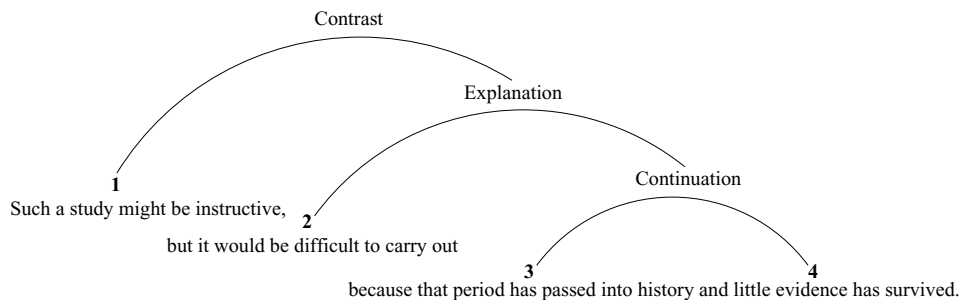 Contrast
Explanation
Continuation
1
Such a study might be instructive,
2
but it would be difficult to carry out
3 4
because that period has passed into history and little evidence has survived.